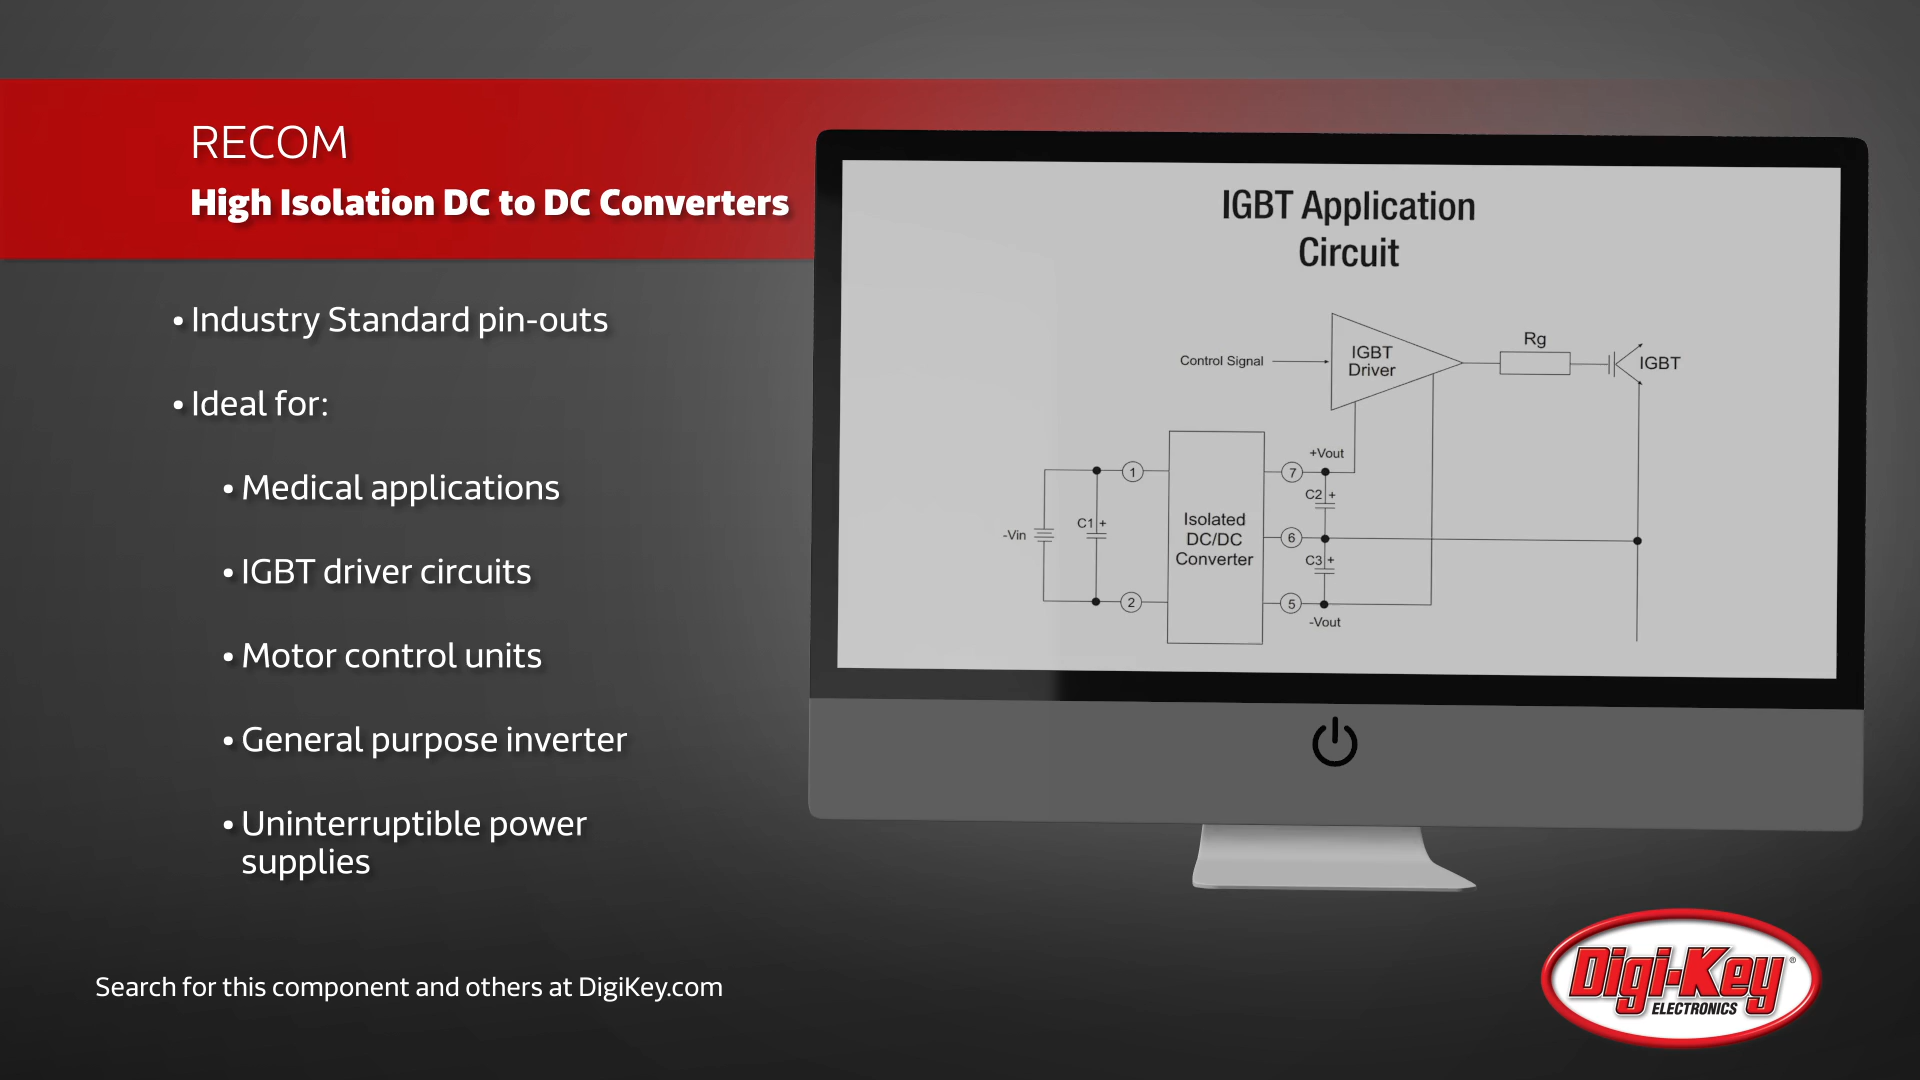 RECOM
High Isolation DC to DC Converters
• Industry Standard pin-outs
• Ideal for:
• Medical applications
• IGBT driver circuits
• Motor control units
• General purpose inverter
• Uninterruptible power
supplies
Search for this component and others at DigiKey.com
IGBT Application
Circuit
Control Signal
IGBT
Driver
Rg
IGBT
+Vout
1
7
C2 +
-Vin
C1 +
Isolated
DC/DC
Converter
6
C3 +
2
5
-Vout
Digi-Key®
ELECTRONICS